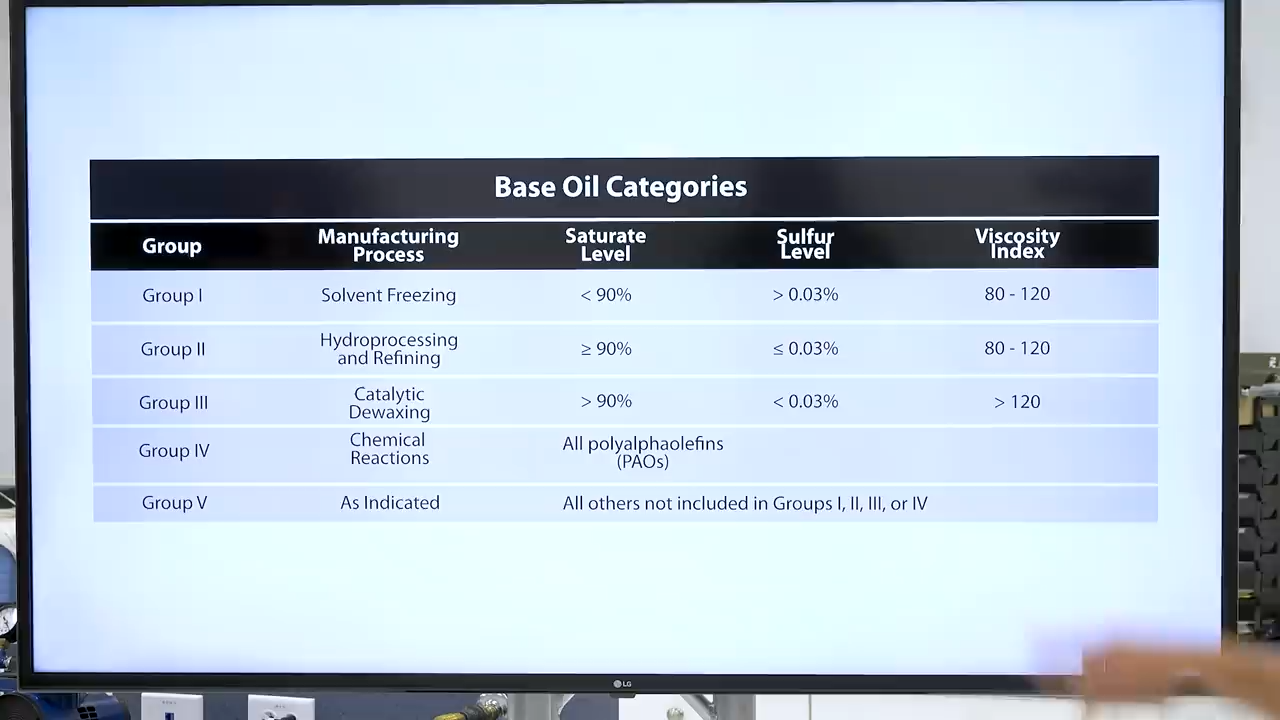 Base Oil Categories
Group Manufacturing Process Saturate Level Sulfur Level Viscosity Index
Group I Solvent Freezing < 90% > 0.03% 80 - 120
Group II Hydroprocessing and Refining ≥ 90% ≤ 0.03% 80 - 120
Group III Catalytic Dewaxing > 90% < 0.03% > 120
Group IV Chemical Reactions All polyalphaolefins (PAOs)
Group V As Indicated All others not included in Groups I, II, III, or IV
LG